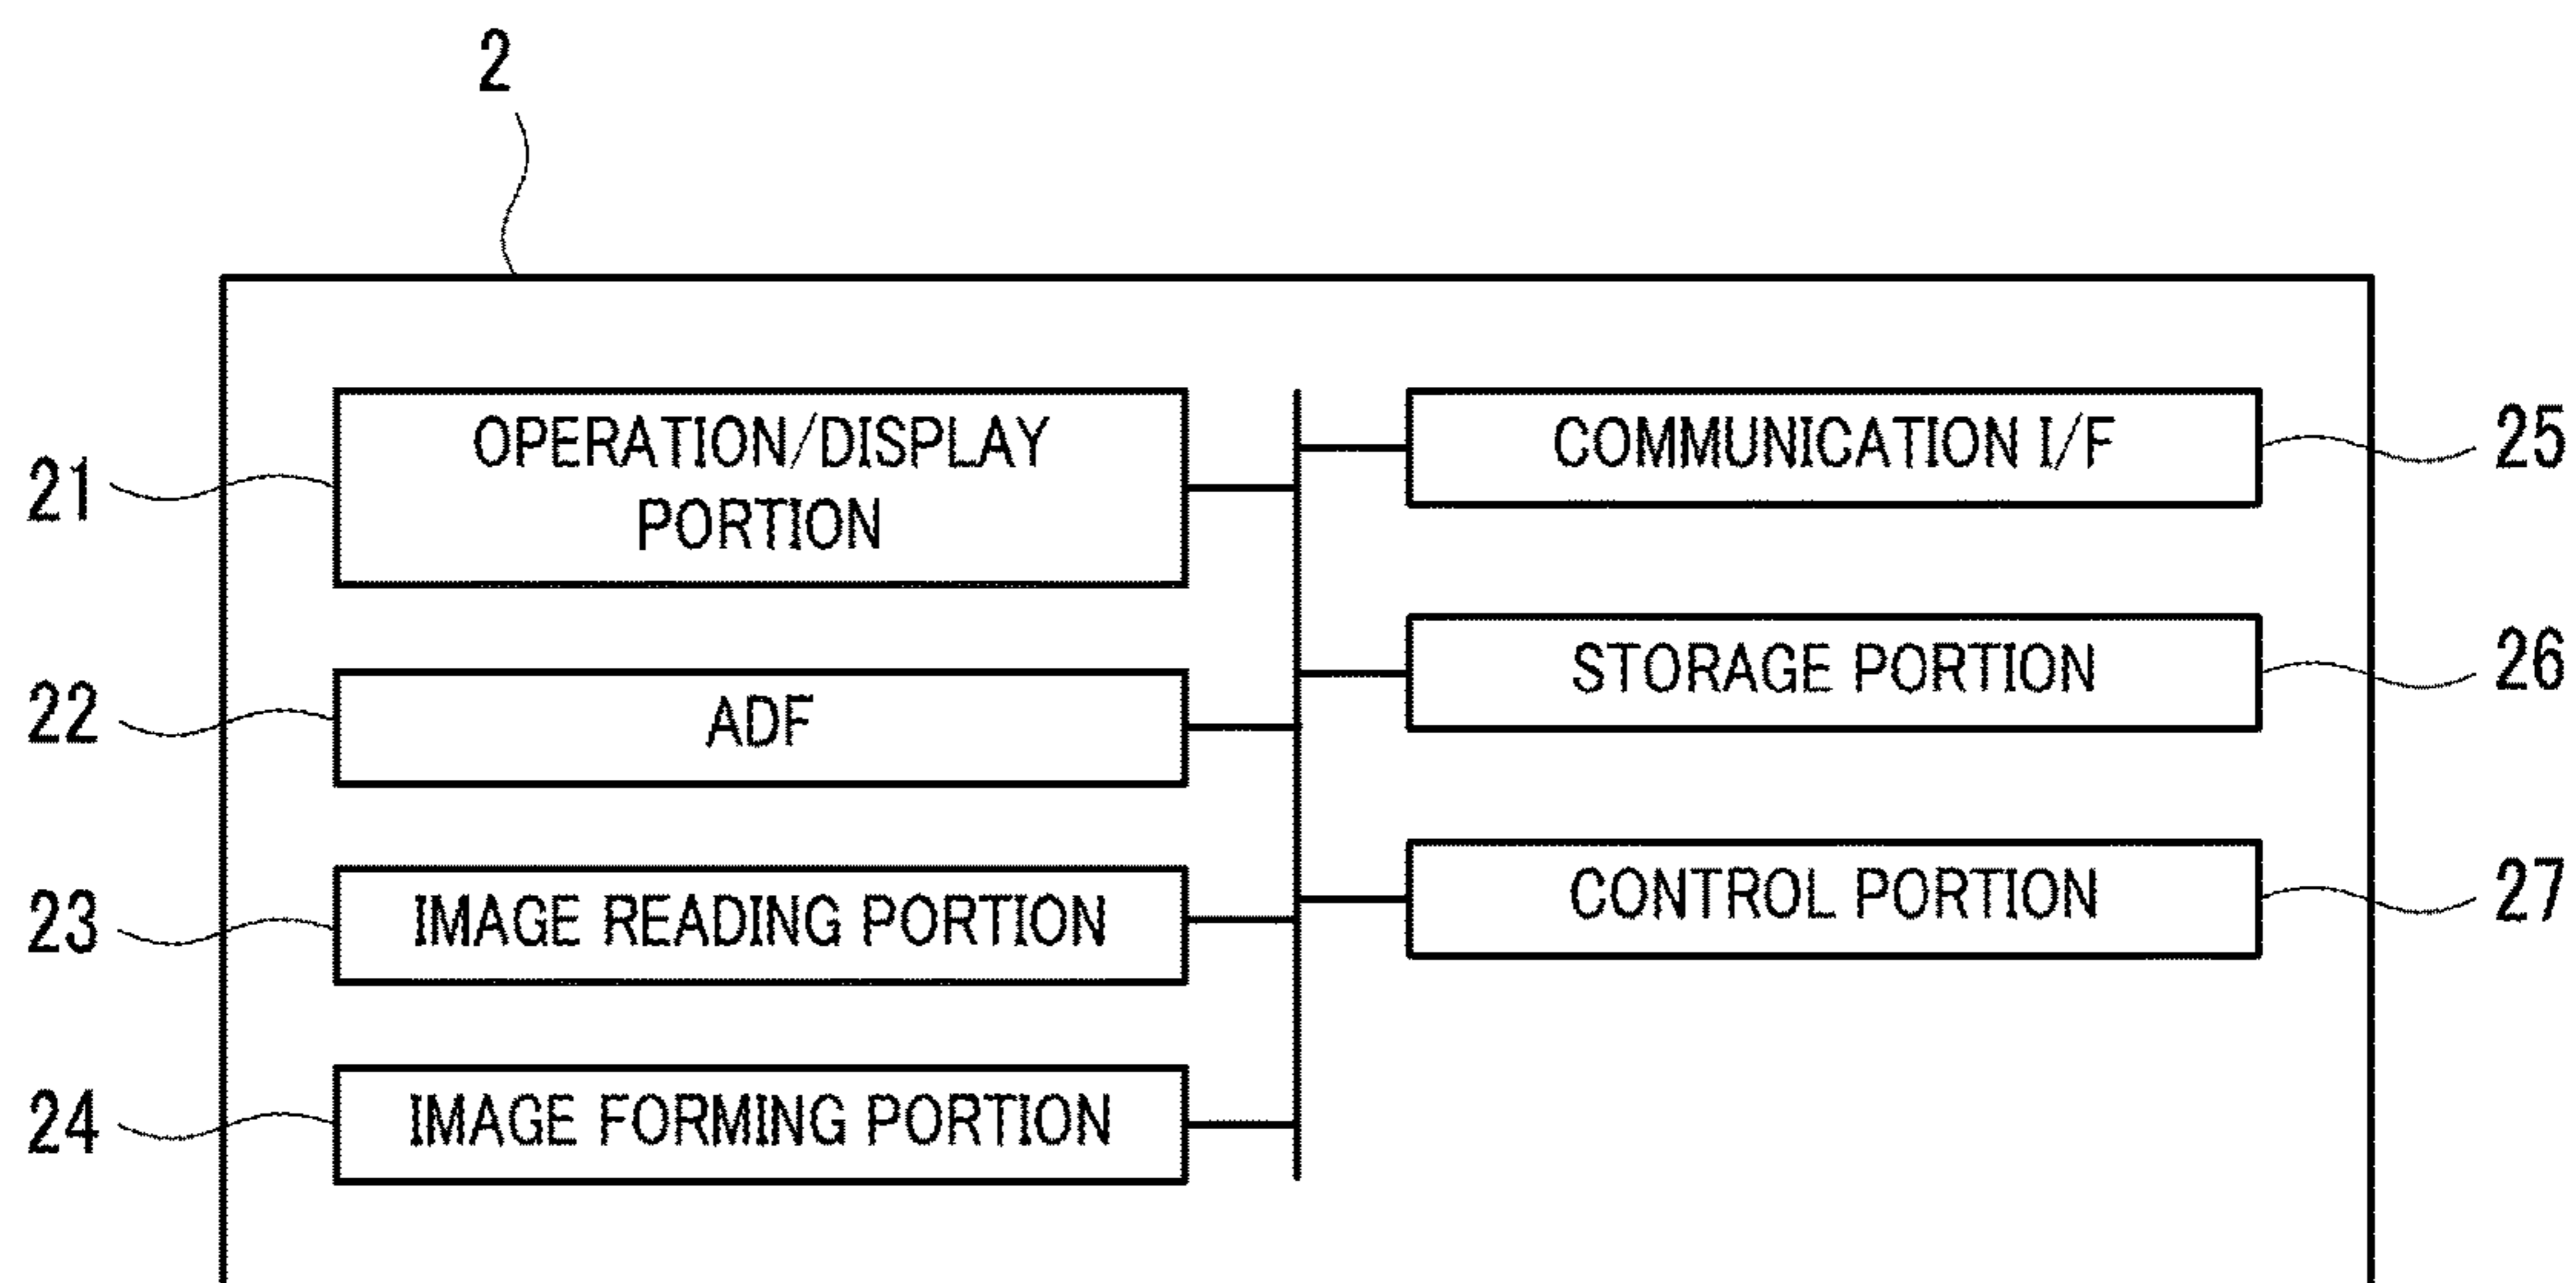 2
21
OPERATION/DISPLAY
PORTION
22
ADF
23
IMAGE READING PORTION
24
IMAGE FORMING PORTION
COMMUNICATION I/F
25
STORAGE PORTION
26
CONTROL PORTION
27